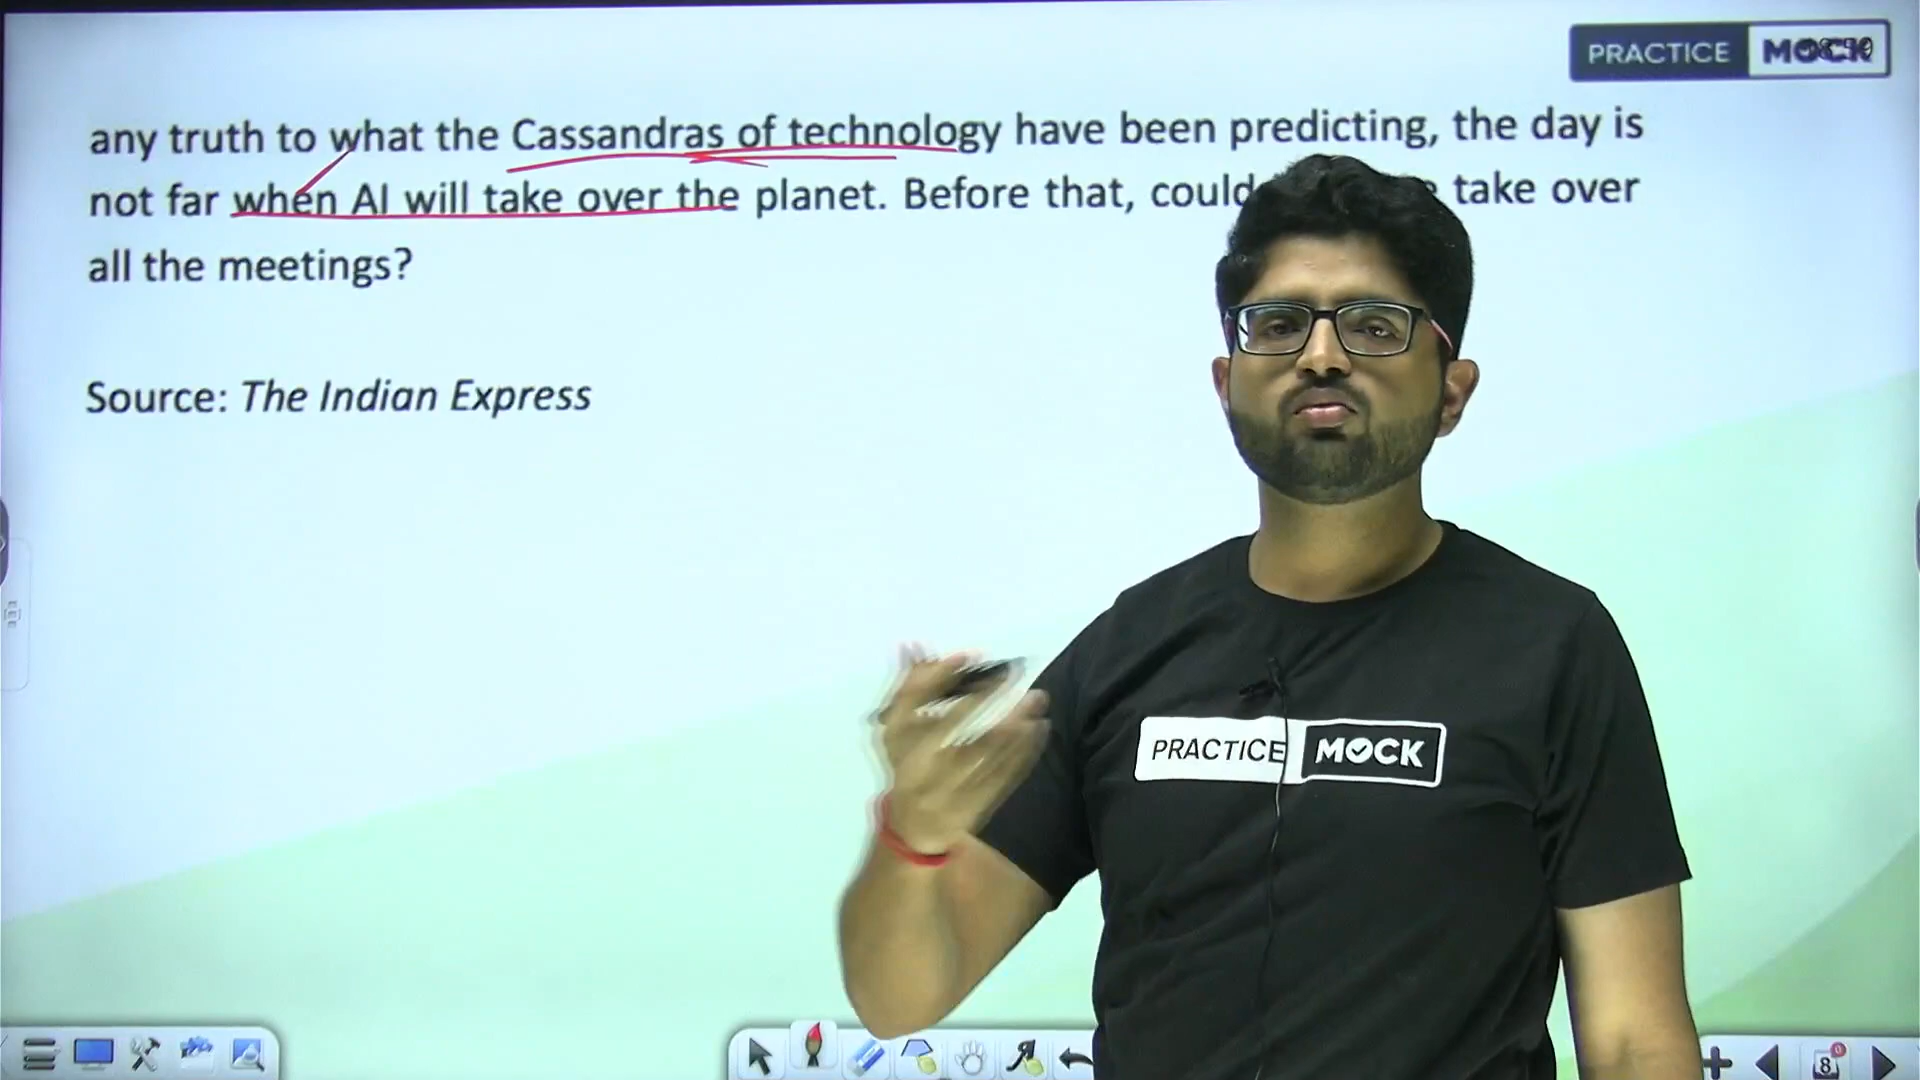 PRACTICE MOCK
any truth to what the Cassandras of technology have been predicting, the day is
not far when AI will take over the planet. Before that, could take over
all the meetings?
Source: The Indian Express
PRACTICE MOCK
8